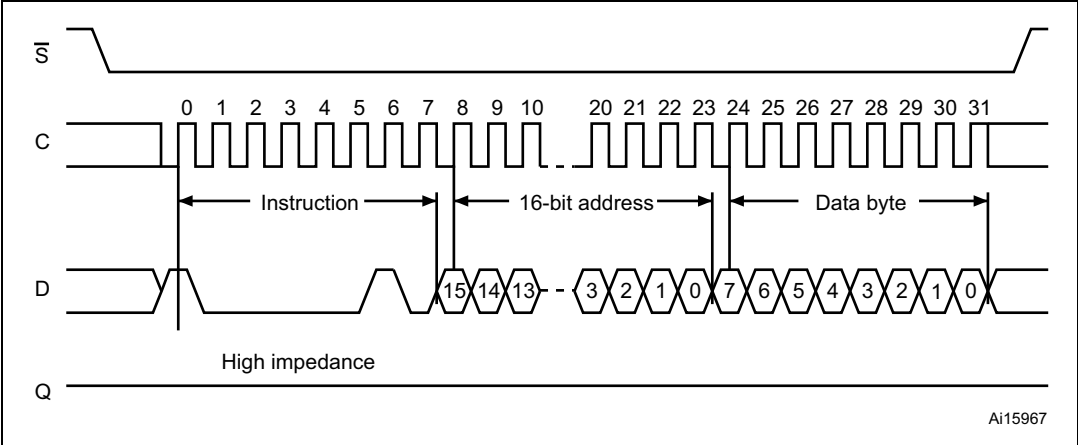 S̅
0 1 2 3 4 5 6 7 8 9 10 20 21 22 23 24 25 26 27 28 29 30 31
C
Instruction 16-bit address Data byte
D
15 14 13 3 2 1 0 7 6 5 4 3 2 1 0
High impedance
Q
Ai15967